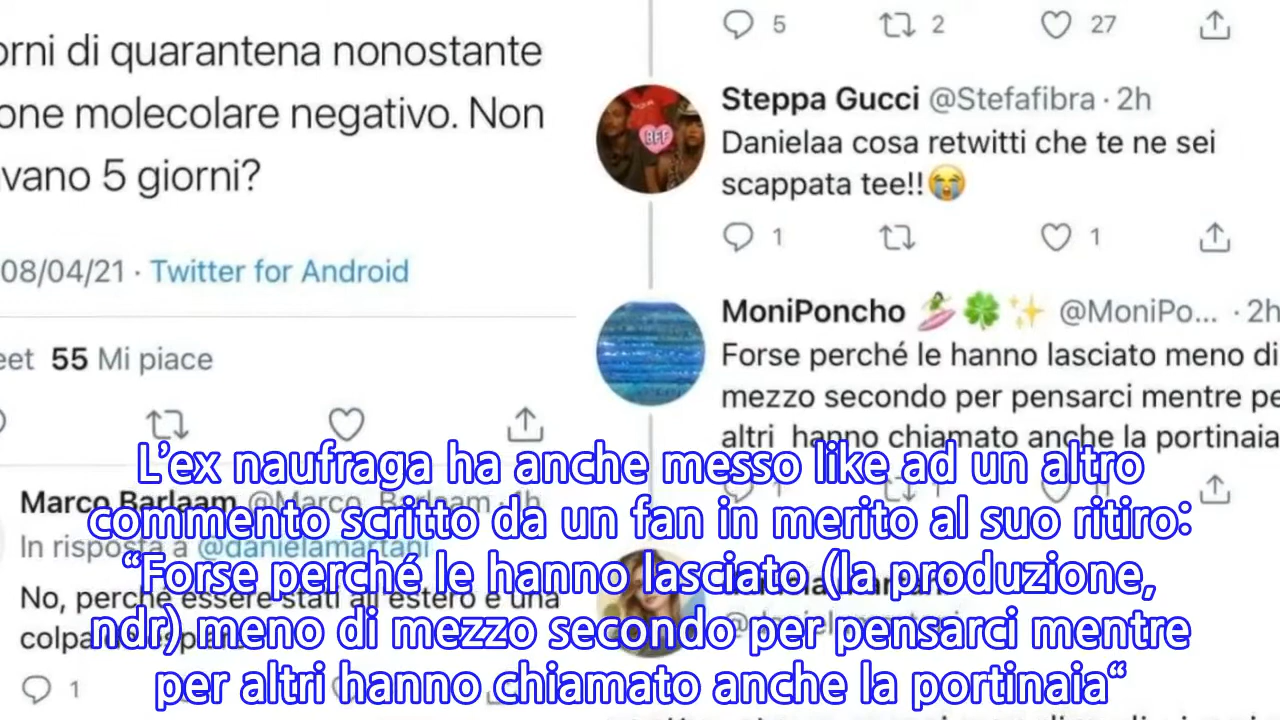 orni di quarantena nonostante
one molecolare negativo. Non
vano 5 giorni?
08/04/21 · Twitter for Android
eet 55 Mi piace
Marco Barlaam @Marco_Barlaam · 1h
In risposta a @danielamartani
No, perché essere stati all'estero è una
colpa da
1
5 2 27
Steppa Gucci @Stefafibra · 2h
Danielaa cosa retwitti che te ne sei
scappata tee!!😭
1 1
MoniPoncho 🏄‍♀️🍀✨ @MoniPo... · 2h
Forse perché le hanno lasciato meno di
mezzo secondo per pensarci mentre pe
altri hanno chiamato anche la portinaia
1 1 1
L'ex naufraga ha anche messo like ad un altro
commento scritto da un fan in merito al suo ritiro:
“Forse perché le hanno lasciato (la produzione,
ndr) meno di mezzo secondo per pensarci mentre
per altri hanno chiamato anche la portinaia“